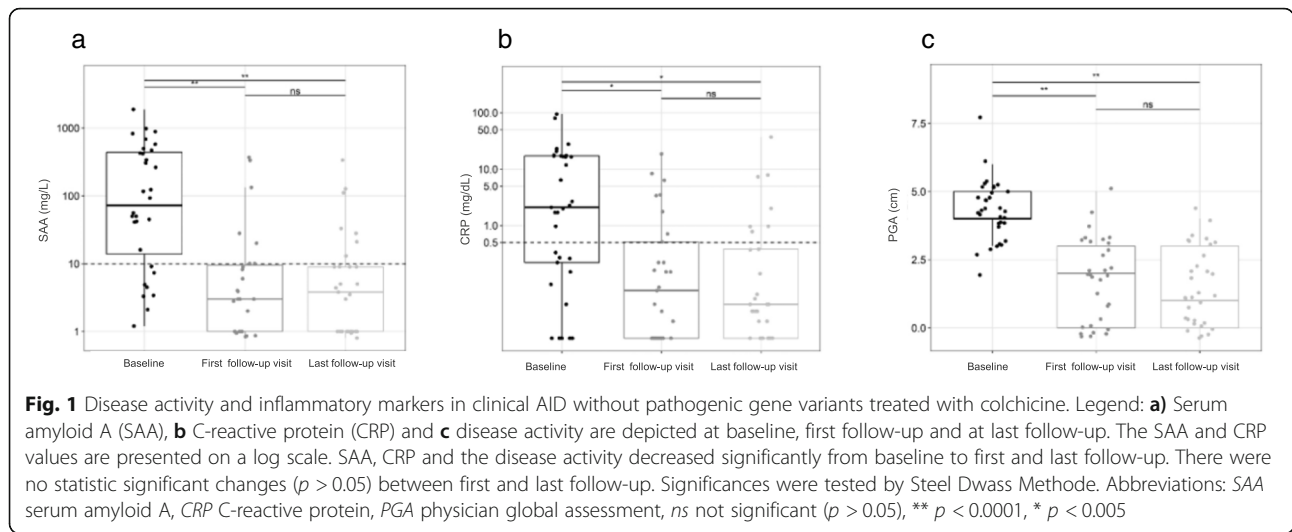 a
b
c
**
**
ns
*
*
ns
**
**
ns
SAA (mg/L)
1000
100
10
1
CRP (mg/dL)
100.0
50.0
10.0
5.0
1.0
0.5
PGA (cm)
7.5
5.0
2.5
0.0
Baseline
First follow-up visit
Last follow-up visit
Baseline
First follow-up visit
Last follow-up visit
Baseline
First follow-up visit
Last follow-up visit
Fig. 1 Disease activity and inflammatory markers in clinical AID without pathogenic gene variants treated with colchicine. Legend: a) Serum
amyloid A (SAA), b C-reactive protein (CRP) and c disease activity are depicted at baseline, first follow-up and at last follow-up. The SAA and CRP
values are presented on a log scale. SAA, CRP and the disease activity decreased significantly from baseline to first and last follow-up. There were
no statistic significant changes (p > 0.05) between first and last follow-up. Significances were tested by Steel Dwass Methode. Abbreviations: SAA
serum amyloid A, CRP C-reactive protein, PGA physician global assessment, ns not significant (p > 0.05), ** p < 0.0001, * p < 0.005